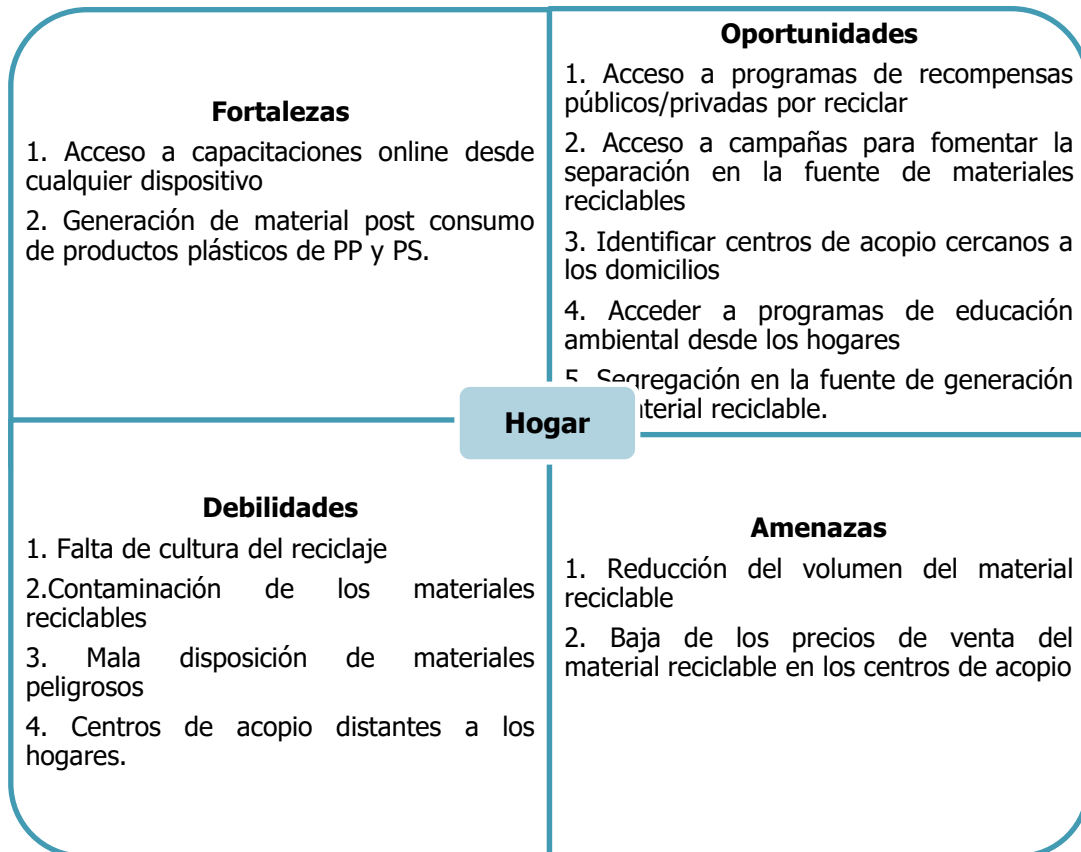 Fortalezas
1. Acceso a capacitaciones online desde
cualquier dispositivo
2. Generación de material post consumo
de productos plásticos de PP y PS.
Oportunidades
1. Acceso a programas de recompensas
públicos/privadas por reciclar
2. Acceso a campañas para fomentar la
separación en la fuente de materiales
reciclables
3. Identificar centros de acopio cercanos a
los domicilios
4. Acceder a programas de educación
ambiental desde los hogares
5. Segregación en la fuente de generación
reciclable.
Hogar
Debilidades
1. Falta de cultura del reciclaje
2.Contaminación de los materiales
reciclables
3. Mala disposición de materiales
peligrosos
4. Centros de acopio distantes a los
hogares.
Amenazas
1. Reducción del volumen del material
reciclable
2. Baja de los precios de venta del
material reciclable en los centros de acopio